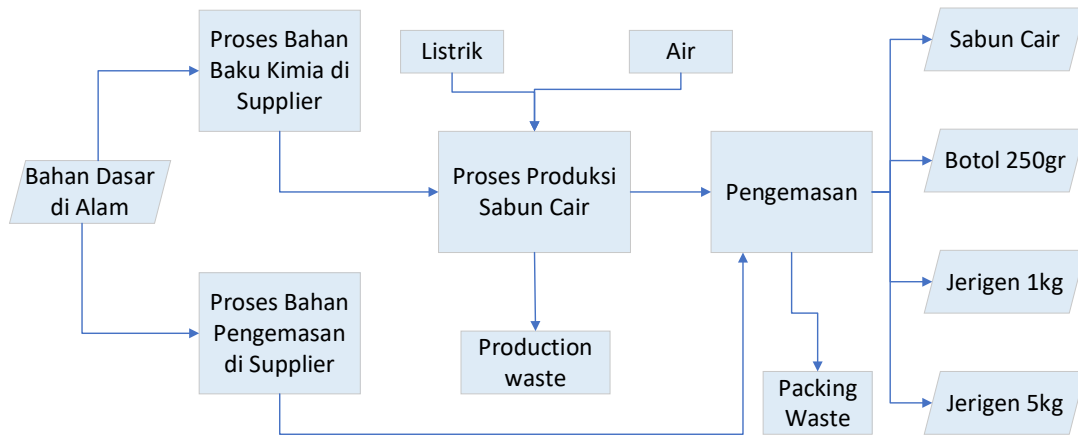 Proses Bahan
Baku Kimia di
Supplier
Listrik
Air
Sabun Cair
Bahan Dasar
di Alam
Proses Produksi
Sabun Cair
Pengemasan
Botol 250gr
Proses Bahan
Pengemasan
di Supplier
Production
waste
Packing
Waste
Jerigen 1kg
Jerigen 5kg